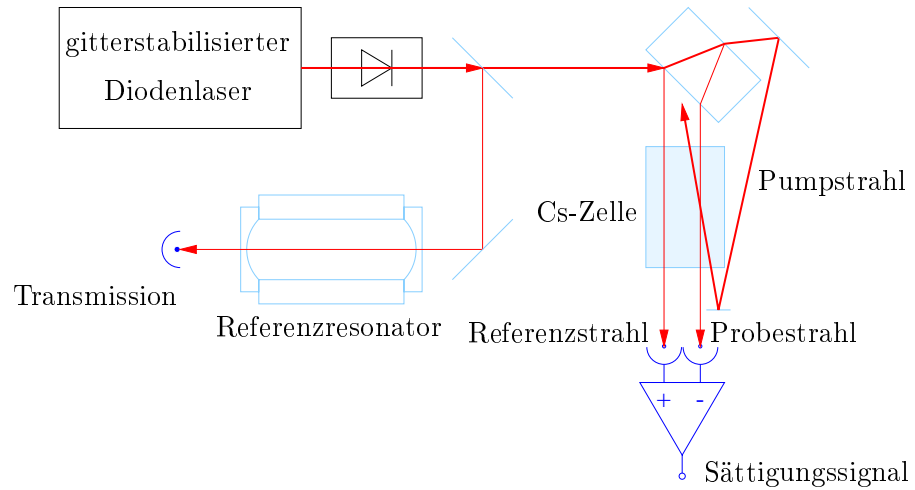 gitterstabilisierter
Diodenlaser
Pumpstrahl
Cs-Zelle
Transmission
Referenzresonator
Referenzstrahl
Probestrahl
+ -
Sättigungssignal